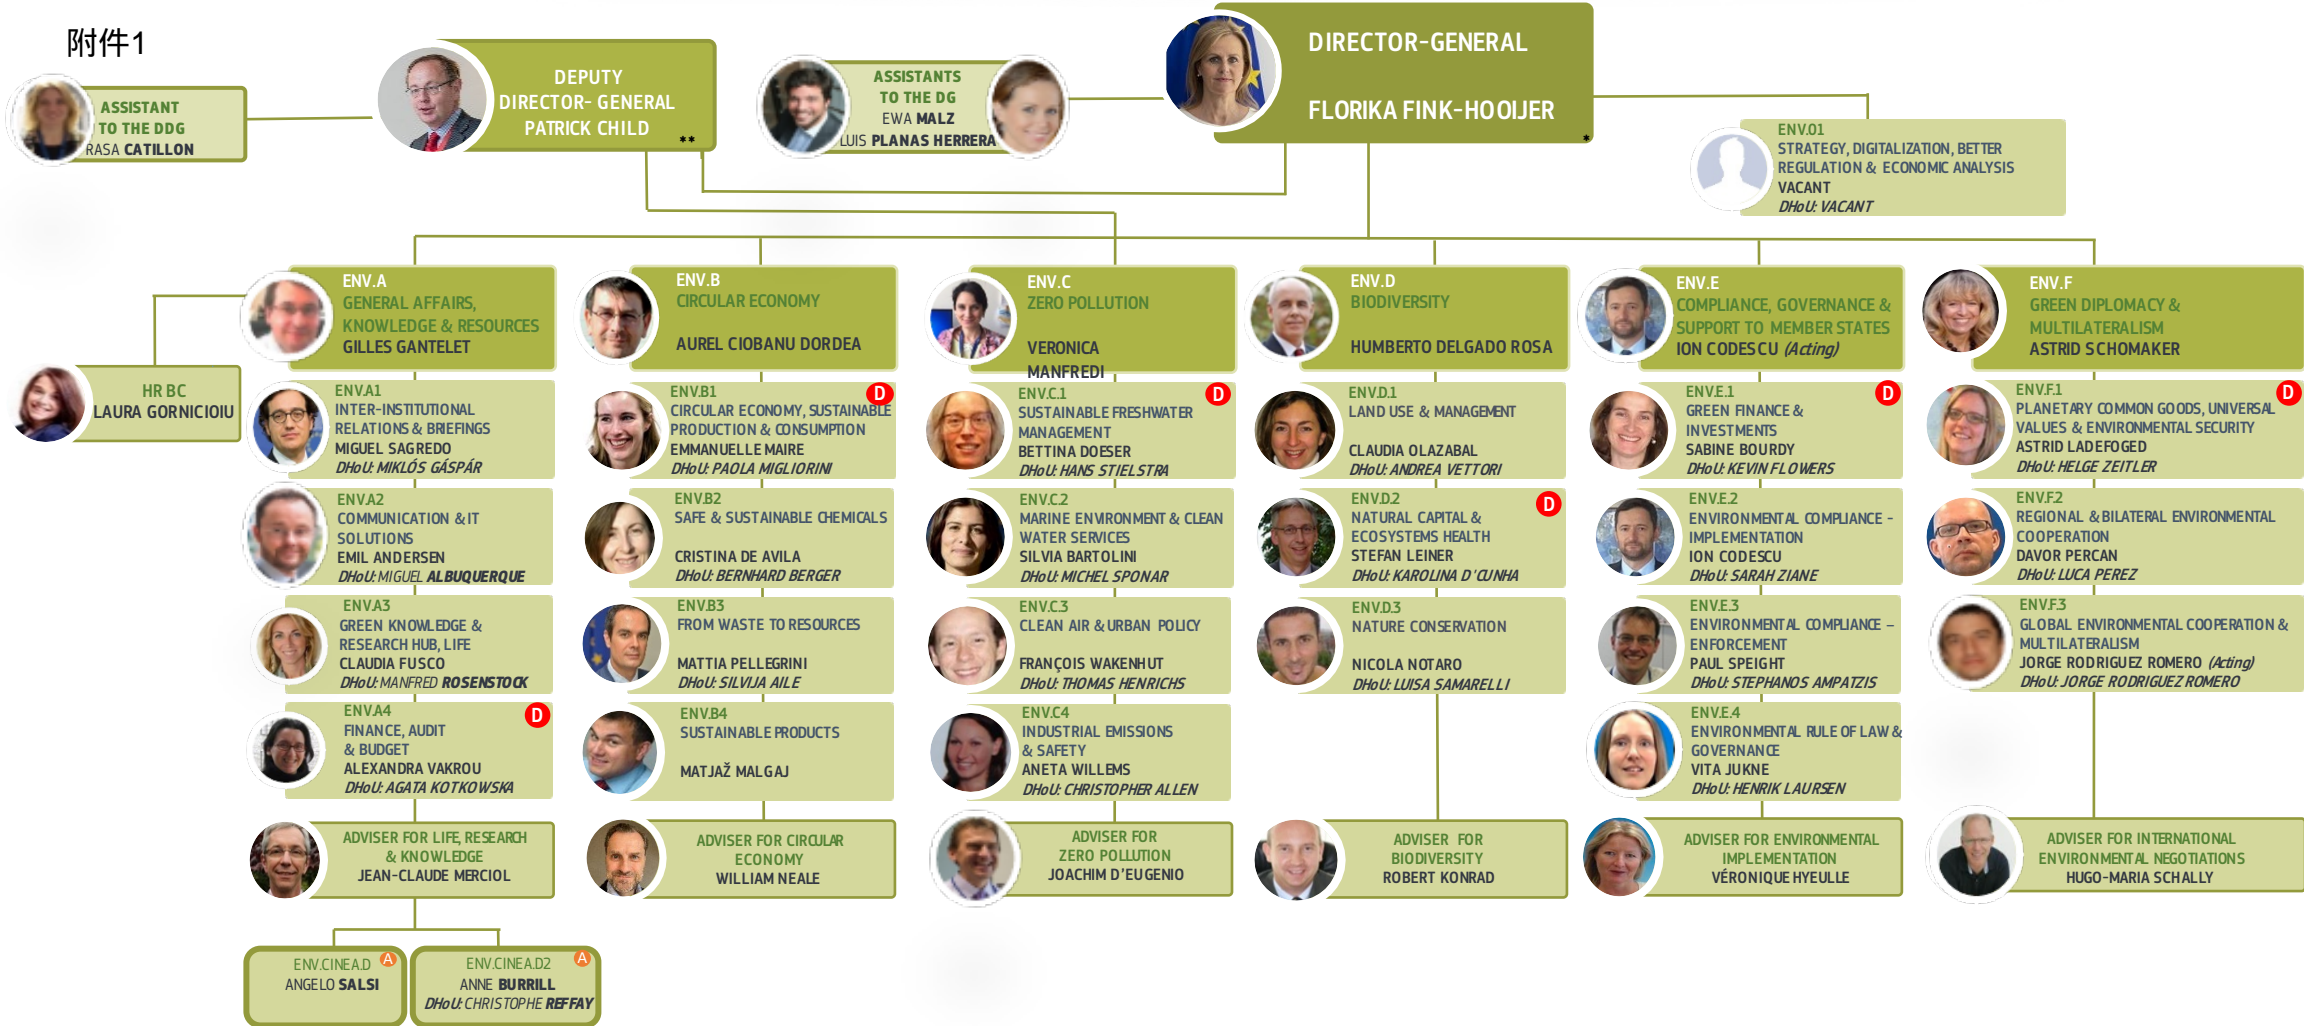 附件1
ASSISTANT
TO THE DDG
RASA CATILLON
DEPUTY
DIRECTOR- GENERAL
PATRICK CHILD
**
ASSISTANTS
TO THE DG
EWA MALZ
LUIS PLANAS HERRERA
DIRECTOR-GENERAL
FLORIKA FINK-HOOIJER
*
ENV.01
STRATEGY, DIGITALIZATION, BETTER
REGULATION & ECONOMIC ANALYSIS
VACANT
DHoU: VACANT
ENV.A
GENERAL AFFAIRS,
KNOWLEDGE & RESOURCES
GILLES GANTELET
HR BC
LAURA GORNICIOIU
ENV.A1
INTER-INSTITUTIONAL
RELATIONS & BRIEFINGS
MIGUEL SAGREDO
DHoU: MIKLÓS GÁSPÁR
ENV.A2
COMMUNICATION & IT
SOLUTIONS
EMIL ANDERSEN
DHoU: MIGUEL ALBUQUERQUE
ENV.A3
GREEN KNOWLEDGE &
RESEARCH HUB, LIFE
CLAUDIA FUSCO
DHoU: MANFRED ROSENSTOCK
ENV.A4
D
FINANCE, AUDIT
& BUDGET
ALEXANDRA VAKROU
DHoU: AGATA KOTKOWSKA
ADVISER FOR LIFE, RESEARCH
& KNOWLEDGE
JEAN-CLAUDE MERCIOL
ENV.CINEA.D
A
ANGELO SALSI
ENV.CINEA.D2
A
ANNE BURRILL
DHoU: CHRISTOPHE REFFAY
ENV.B
CIRCULAR ECONOMY
AUREL CIOBANU DORDEA
ENV.B1
D
CIRCULAR ECONOMY, SUSTAINABLE
PRODUCTION & CONSUMPTION
EMMANUELLE MAIRE
DHoU: PAOLA MIGLIORINI
ENV.B2
SAFE & SUSTAINABLE CHEMICALS
CRISTINA DE AVILA
DHoU: BERNHARD BERGER
ENV.B3
FROM WASTE TO RESOURCES
MATTIA PELLEGRINI
DHoU: SILVIJA AILE
ENV.B4
SUSTAINABLE PRODUCTS
MATJAŽ MALGAJ
ADVISER FOR CIRCULAR
ECONOMY
WILLIAM NEALE
ENV.C
ZERO POLLUTION
VERONICA
MANFREDI
ENV.C.1
D
SUSTAINABLE FRESHWATER
MANAGEMENT
BETTINA DOESER
DHoU: HANS STIELSTRA
ENV.C.2
MARINE ENVIRONMENT & CLEAN
WATER SERVICES
SILVIA BARTOLINI
DHoU: MICHEL SPONAR
ENV.C.3
CLEAN AIR & URBAN POLICY
FRANÇOIS WAKENHUT
DHoU: THOMAS HENRICHS
ENV.C4
INDUSTRIAL EMISSIONS
& SAFETY
ANETA WILLEMS
DHoU: CHRISTOPHER ALLEN
ADVISER FOR
ZERO POLLUTION
JOACHIM D'EUGENIO
ENV.D
BIODIVERSITY
HUMBERTO DELGADO ROSA
ENV.D.1
LAND USE & MANAGEMENT
CLAUDIA OLAZABAL
DHoU: ANDREA VETTORI
ENV.D.2
D
NATURAL CAPITAL &
ECOSYSTEMS HEALTH
STEFAN LEINER
DHoU: KAROLINA D'CUNHA
ENV.D.3
NATURE CONSERVATION
NICOLA NOTARO
DHoU: LUISA SAMARELLI
ADVISER FOR
BIODIVERSITY
ROBERT KONRAD
ENV.E
COMPLIANCE, GOVERNANCE &
SUPPORT TO MEMBER STATES
ION CODESCU (Acting)
ENV.E.1
D
GREEN FINANCE &
INVESTMENTS
SABINE BOURDY
DHoU: KEVIN FLOWERS
ENV.E.2
ENVIRONMENTAL COMPLIANCE -
IMPLEMENTATION
ION CODESCU
DHoU: SARAH ZIANE
ENV.E.3
ENVIRONMENTAL COMPLIANCE –
ENFORCEMENT
PAUL SPEIGHT
DHoU: STEPHANOS AMPATZIS
ENV.E.4
ENVIRONMENTAL RULE OF LAW &
GOVERNANCE
VITA JUKNE
DHoU: HENRIK LAURSEN
ADVISER FOR ENVIRONMENTAL
IMPLEMENTATION
VÉRONIQUE HYEULLE
ENV.F
GREEN DIPLOMACY &
MULTILATERALISM
ASTRID SCHOMAKER
ENV.F.1
D
PLANETARY COMMON GOODS, UNIVERSAL
VALUES & ENVIRONMENTAL SECURITY
ASTRID LADEFOGED
DHoU: HELGE ZEITLER
ENV.F.2
REGIONAL & BILATERAL ENVIRONMENTAL
COOPERATION
DAVOR PERCAN
DHoU: LUCA PEREZ
ENV.F.3
GLOBAL ENVIRONMENTAL COOPERATION &
MULTILATERALISM
JORGE RODRIGUEZ ROMERO (Acting)
DHoU: JORGE RODRIGUEZ ROMERO
ADVISER FOR INTERNATIONAL
ENVIRONMENTAL NEGOTIATIONS
HUGO-MARIA SCHALLY